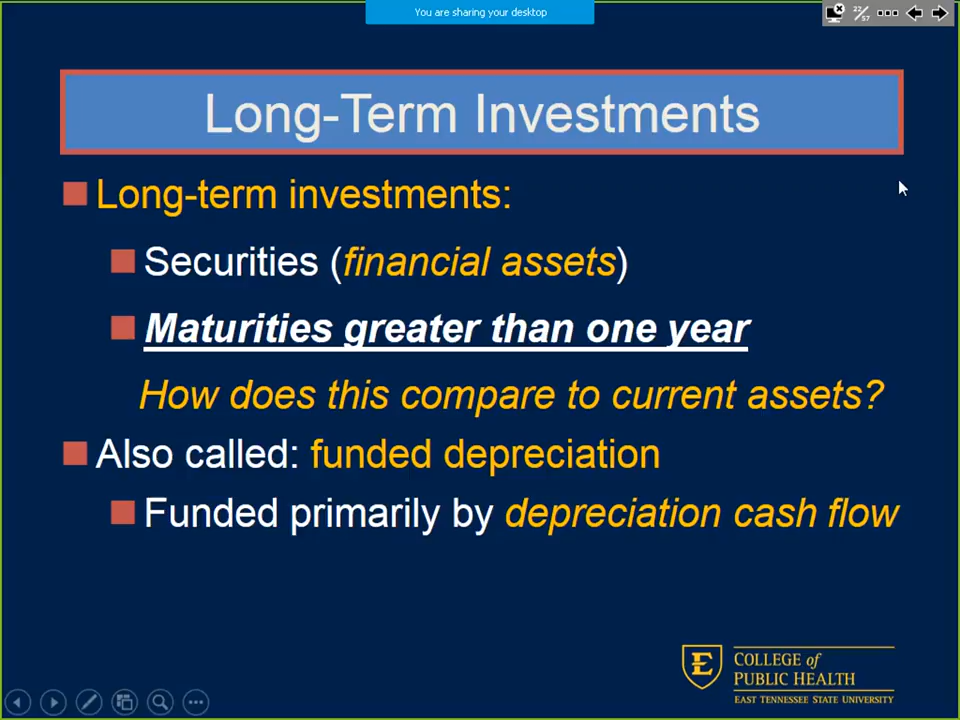 You are sharing your desktop
22/57
Long-Term Investments
Long-term investments:
Securities (financial assets)
Maturities greater than one year
How does this compare to current assets?
Also called: funded depreciation
Funded primarily by depreciation cash flow
E
COLLEGE of
PUBLIC HEALTH
EAST TENNESSEE STATE UNIVERSITY